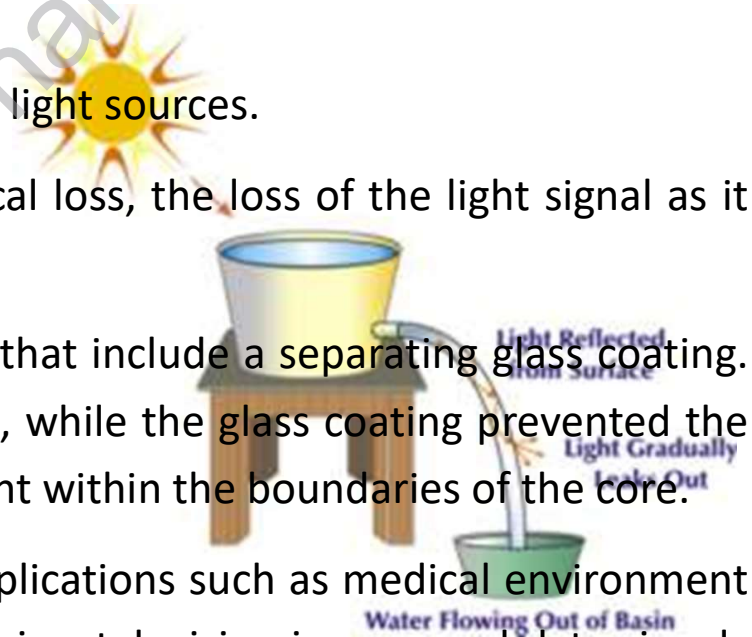 light sources.
cal loss, the loss of the light signal as it
that include a separating glass coating.
Light Reflected
from Surface
, while the glass coating prevented the
Light Gradually
Leaks Out
nt within the boundaries of the core.
plications such as medical environment
Water Flowing Out of Basin